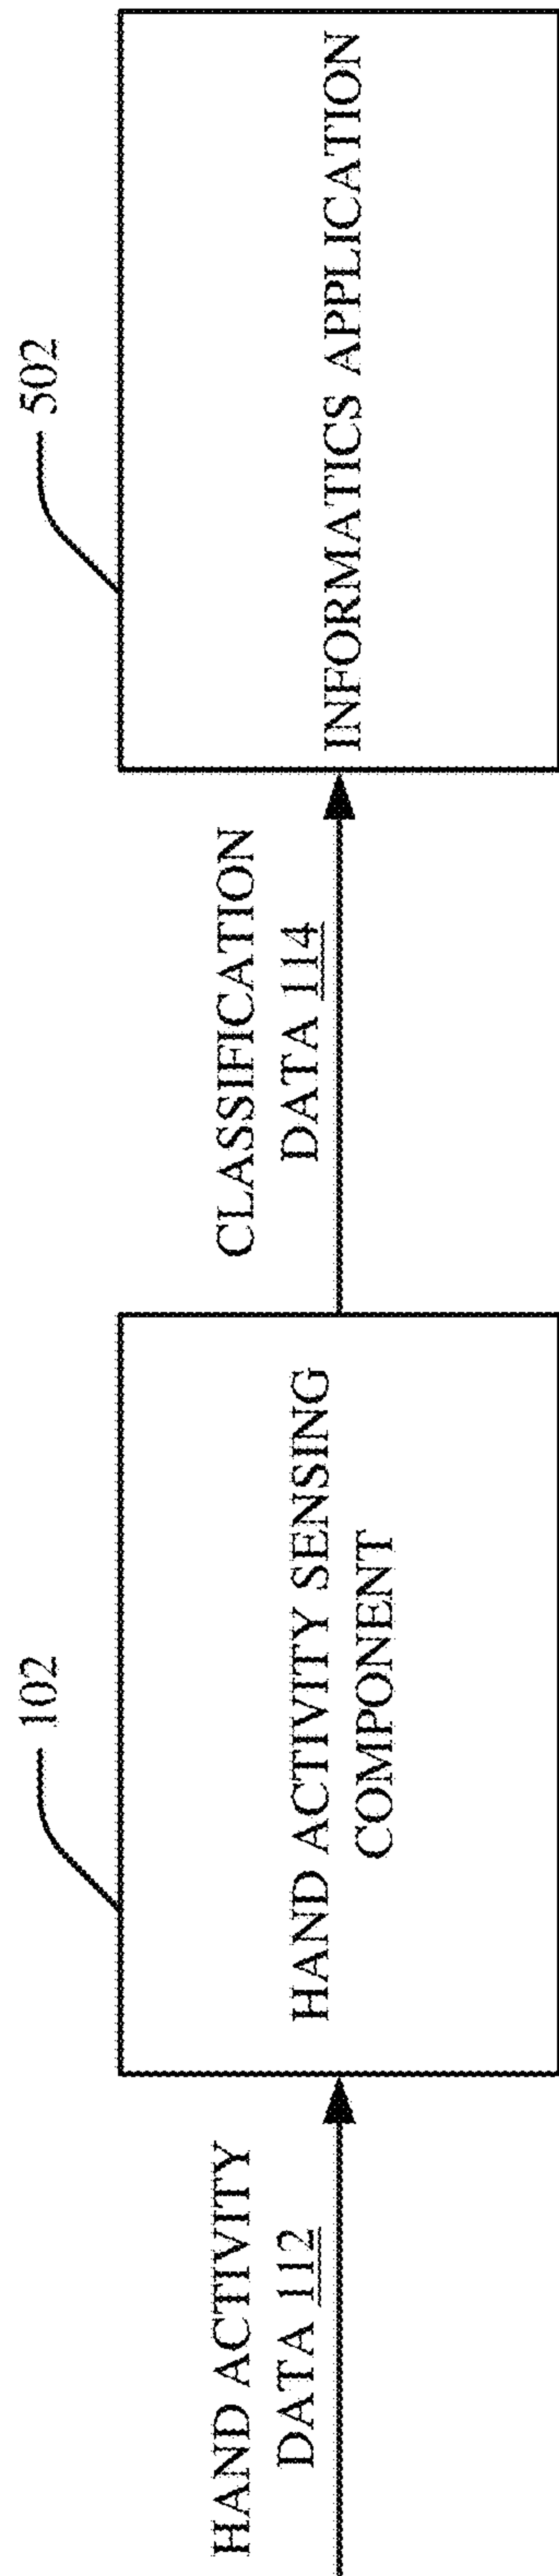 HAND ACTIVITY
DATA 112
102
HAND ACTIVITY SENSING
COMPONENT
CLASSIFICATION
DATA 114
502
INFORMATICS APPLICATION